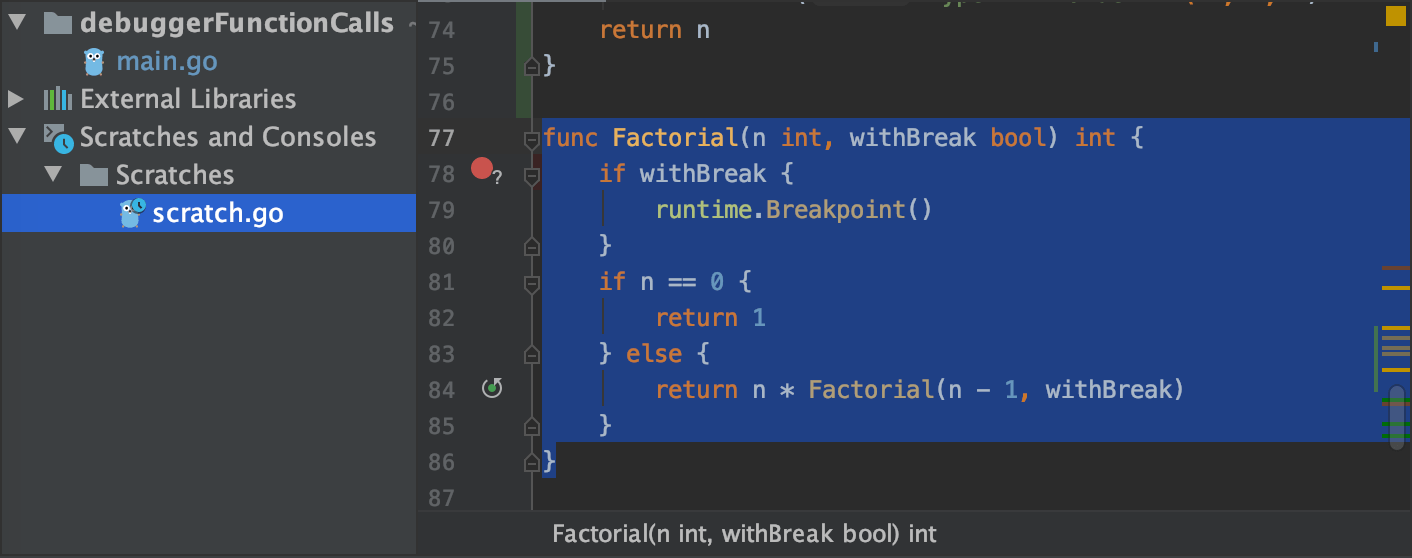 debuggerFunctionCalls ~
main.go
External Libraries
Scratches and Consoles
Scratches
scratch.go
74 return n
75 }
76
77 func Factorial(n int, withBreak bool) int {
78 ? if withBreak {
79 runtime.Breakpoint()
80 }
81 if n == 0 {
82 return 1
83 } else {
84 return n * Factorial(n - 1, withBreak)
85 }
86 }
87
Factorial(n int, withBreak bool) int